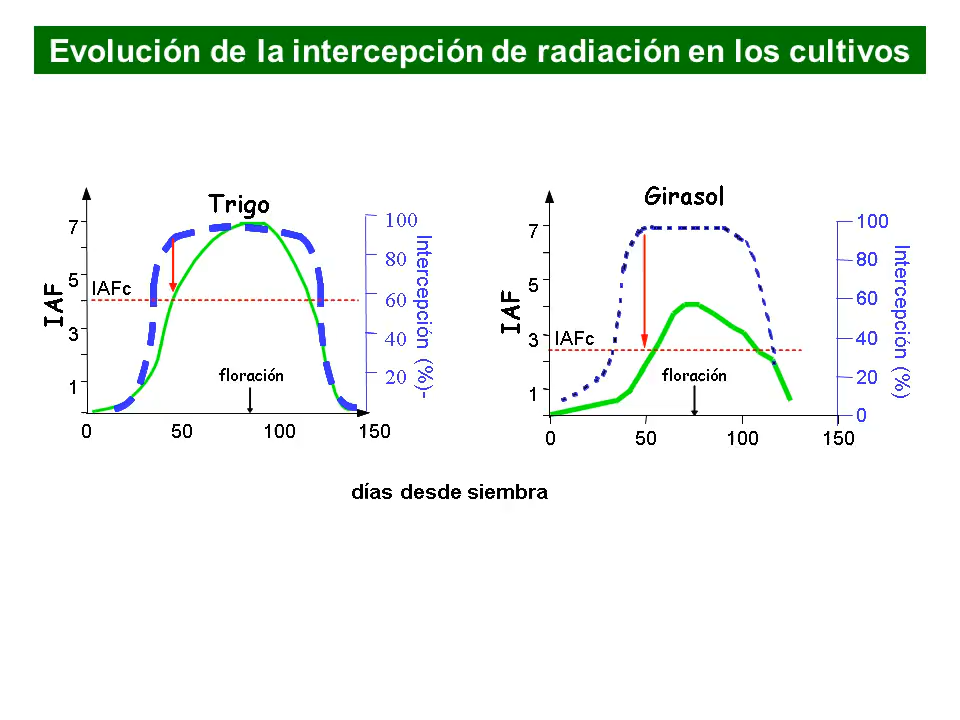 Evolución de la intercepción de radiación en los cultivos
Trigo
7
5
3
1
IAF
IAFc
floración
0
50
100
150
100
80
60
40
20
Intercepción (%)-
Girasol
7
5
3
1
IAF
IAFc
floración
0
50
100
150
100
80
60
40
20
0
Intercepción (%)
días desde siembra